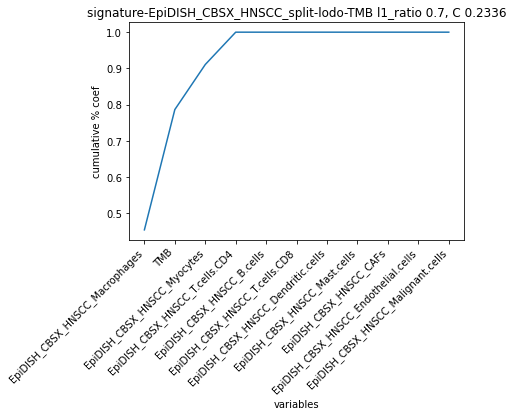 signature-EpiDISH_CBSX_HNSCC_split-lodo-TMB l1_ratio 0.7, C 0.2336
cumulative % coef
1.0
0.9
0.8
0.7
0.6
0.5
EpiDISH_CBSX_HNSCC_Macrophages
TMB
EpiDISH_CBSX_HNSCC_Myocytes
EpiDISH_CBSX_HNSCC_T.cells.CD4
EpiDISH_CBSX_HNSCC_B.cells
EpiDISH_CBSX_HNSCC_T.cells.CD8
EpiDISH_CBSX_HNSCC_Dendritic.cells
EpiDISH_CBSX_HNSCC_Mast.cells
EpiDISH_CBSX_HNSCC_CAFs
EpiDISH_CBSX_HNSCC_Endothelial.cells
EpiDISH_CBSX_HNSCC_Malignant.cells
variables